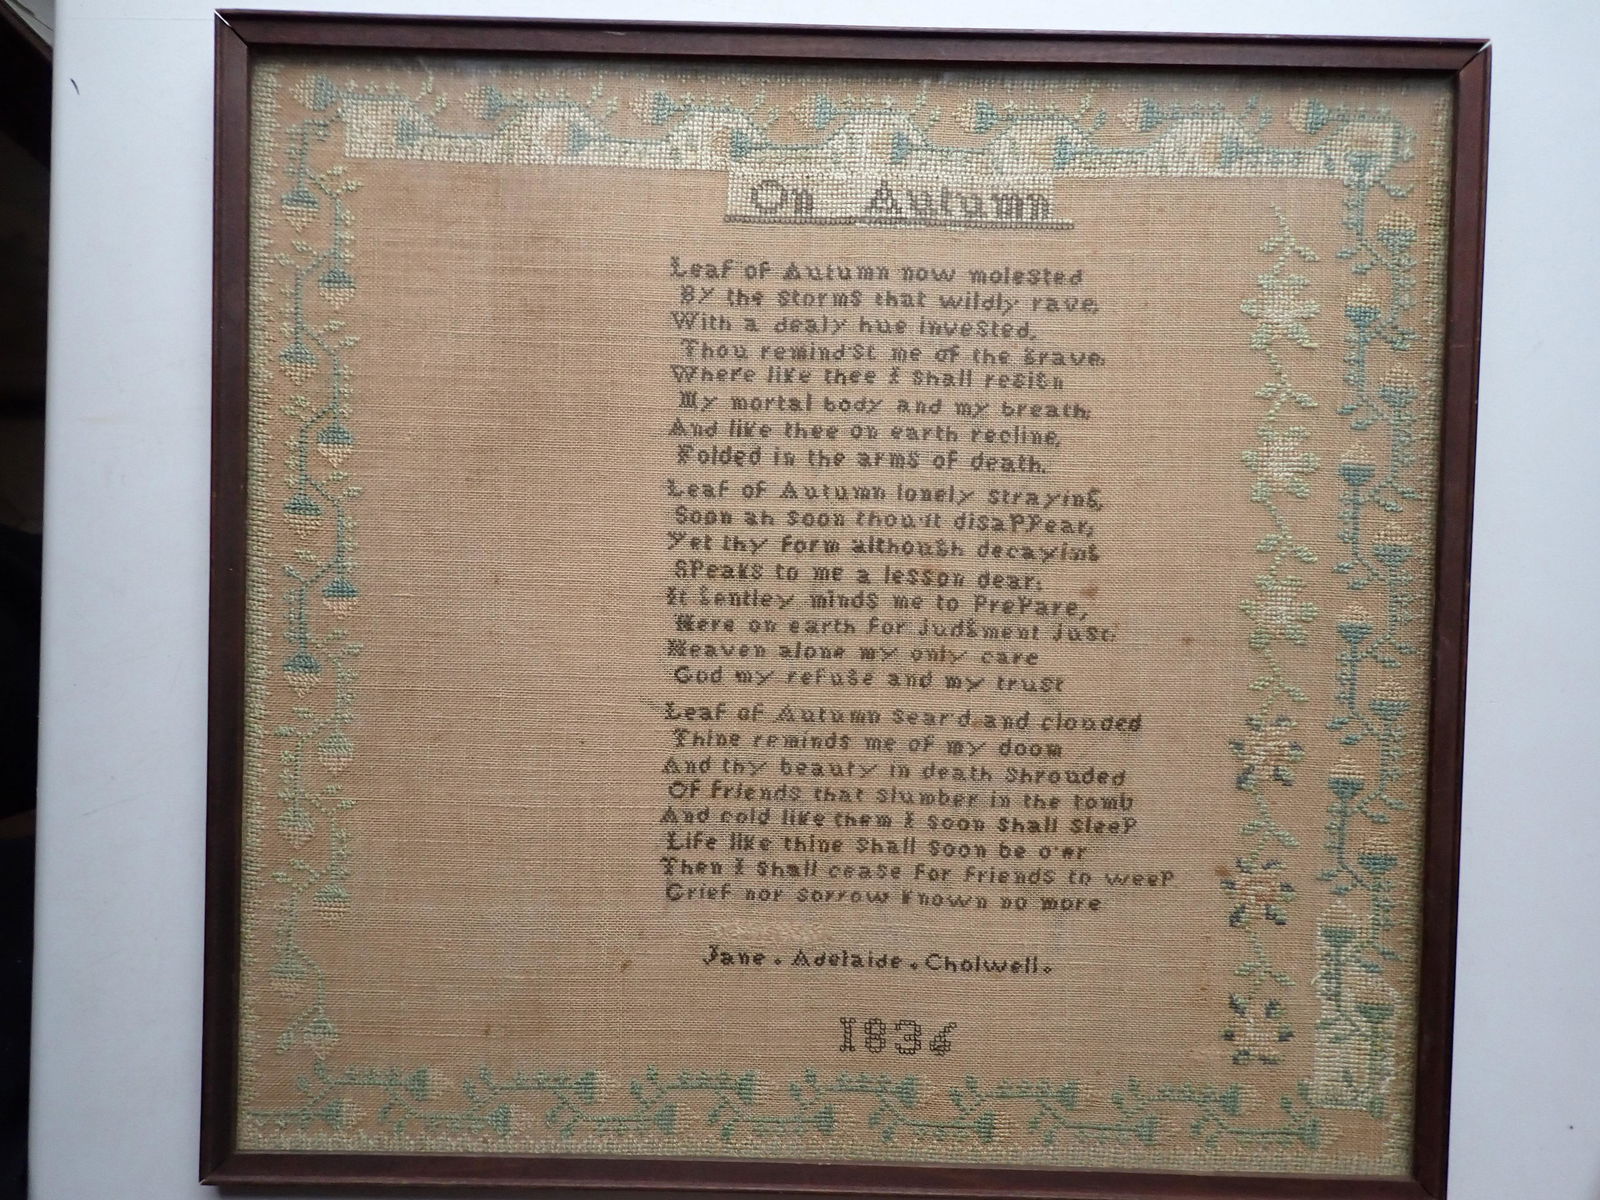 On Autumn
Leaf of Autumn now molested
By the storms that wildly rave,
With a dealy hue invested,
Thou remind'st me of the grave.
Where like thee I shall resign
My mortal body and my breath,
And like thee on earth recline,
Folded in the arms of death.
Leaf of Autumn lonely straying,
Soon ah soon thou'lt disappear,
Yet thy form although decaying
Speaks to me a lesson dear.
It gentley minds me to prepare,
Here on earth for judgment just.
Heaven alone my only care
God my refuge and my trust
Leaf of Autumn sear'd and clouded
Thine reminds me of my doom
And thy beauty in death shrouded
Of friends that slumber in the tomb
And cold like them I soon shall sleep
Life like thine shall soon be o'er
Then I shall cease for friends to weep
Grief nor sorrow known no more
Jane . Adelaide . Cholwell .